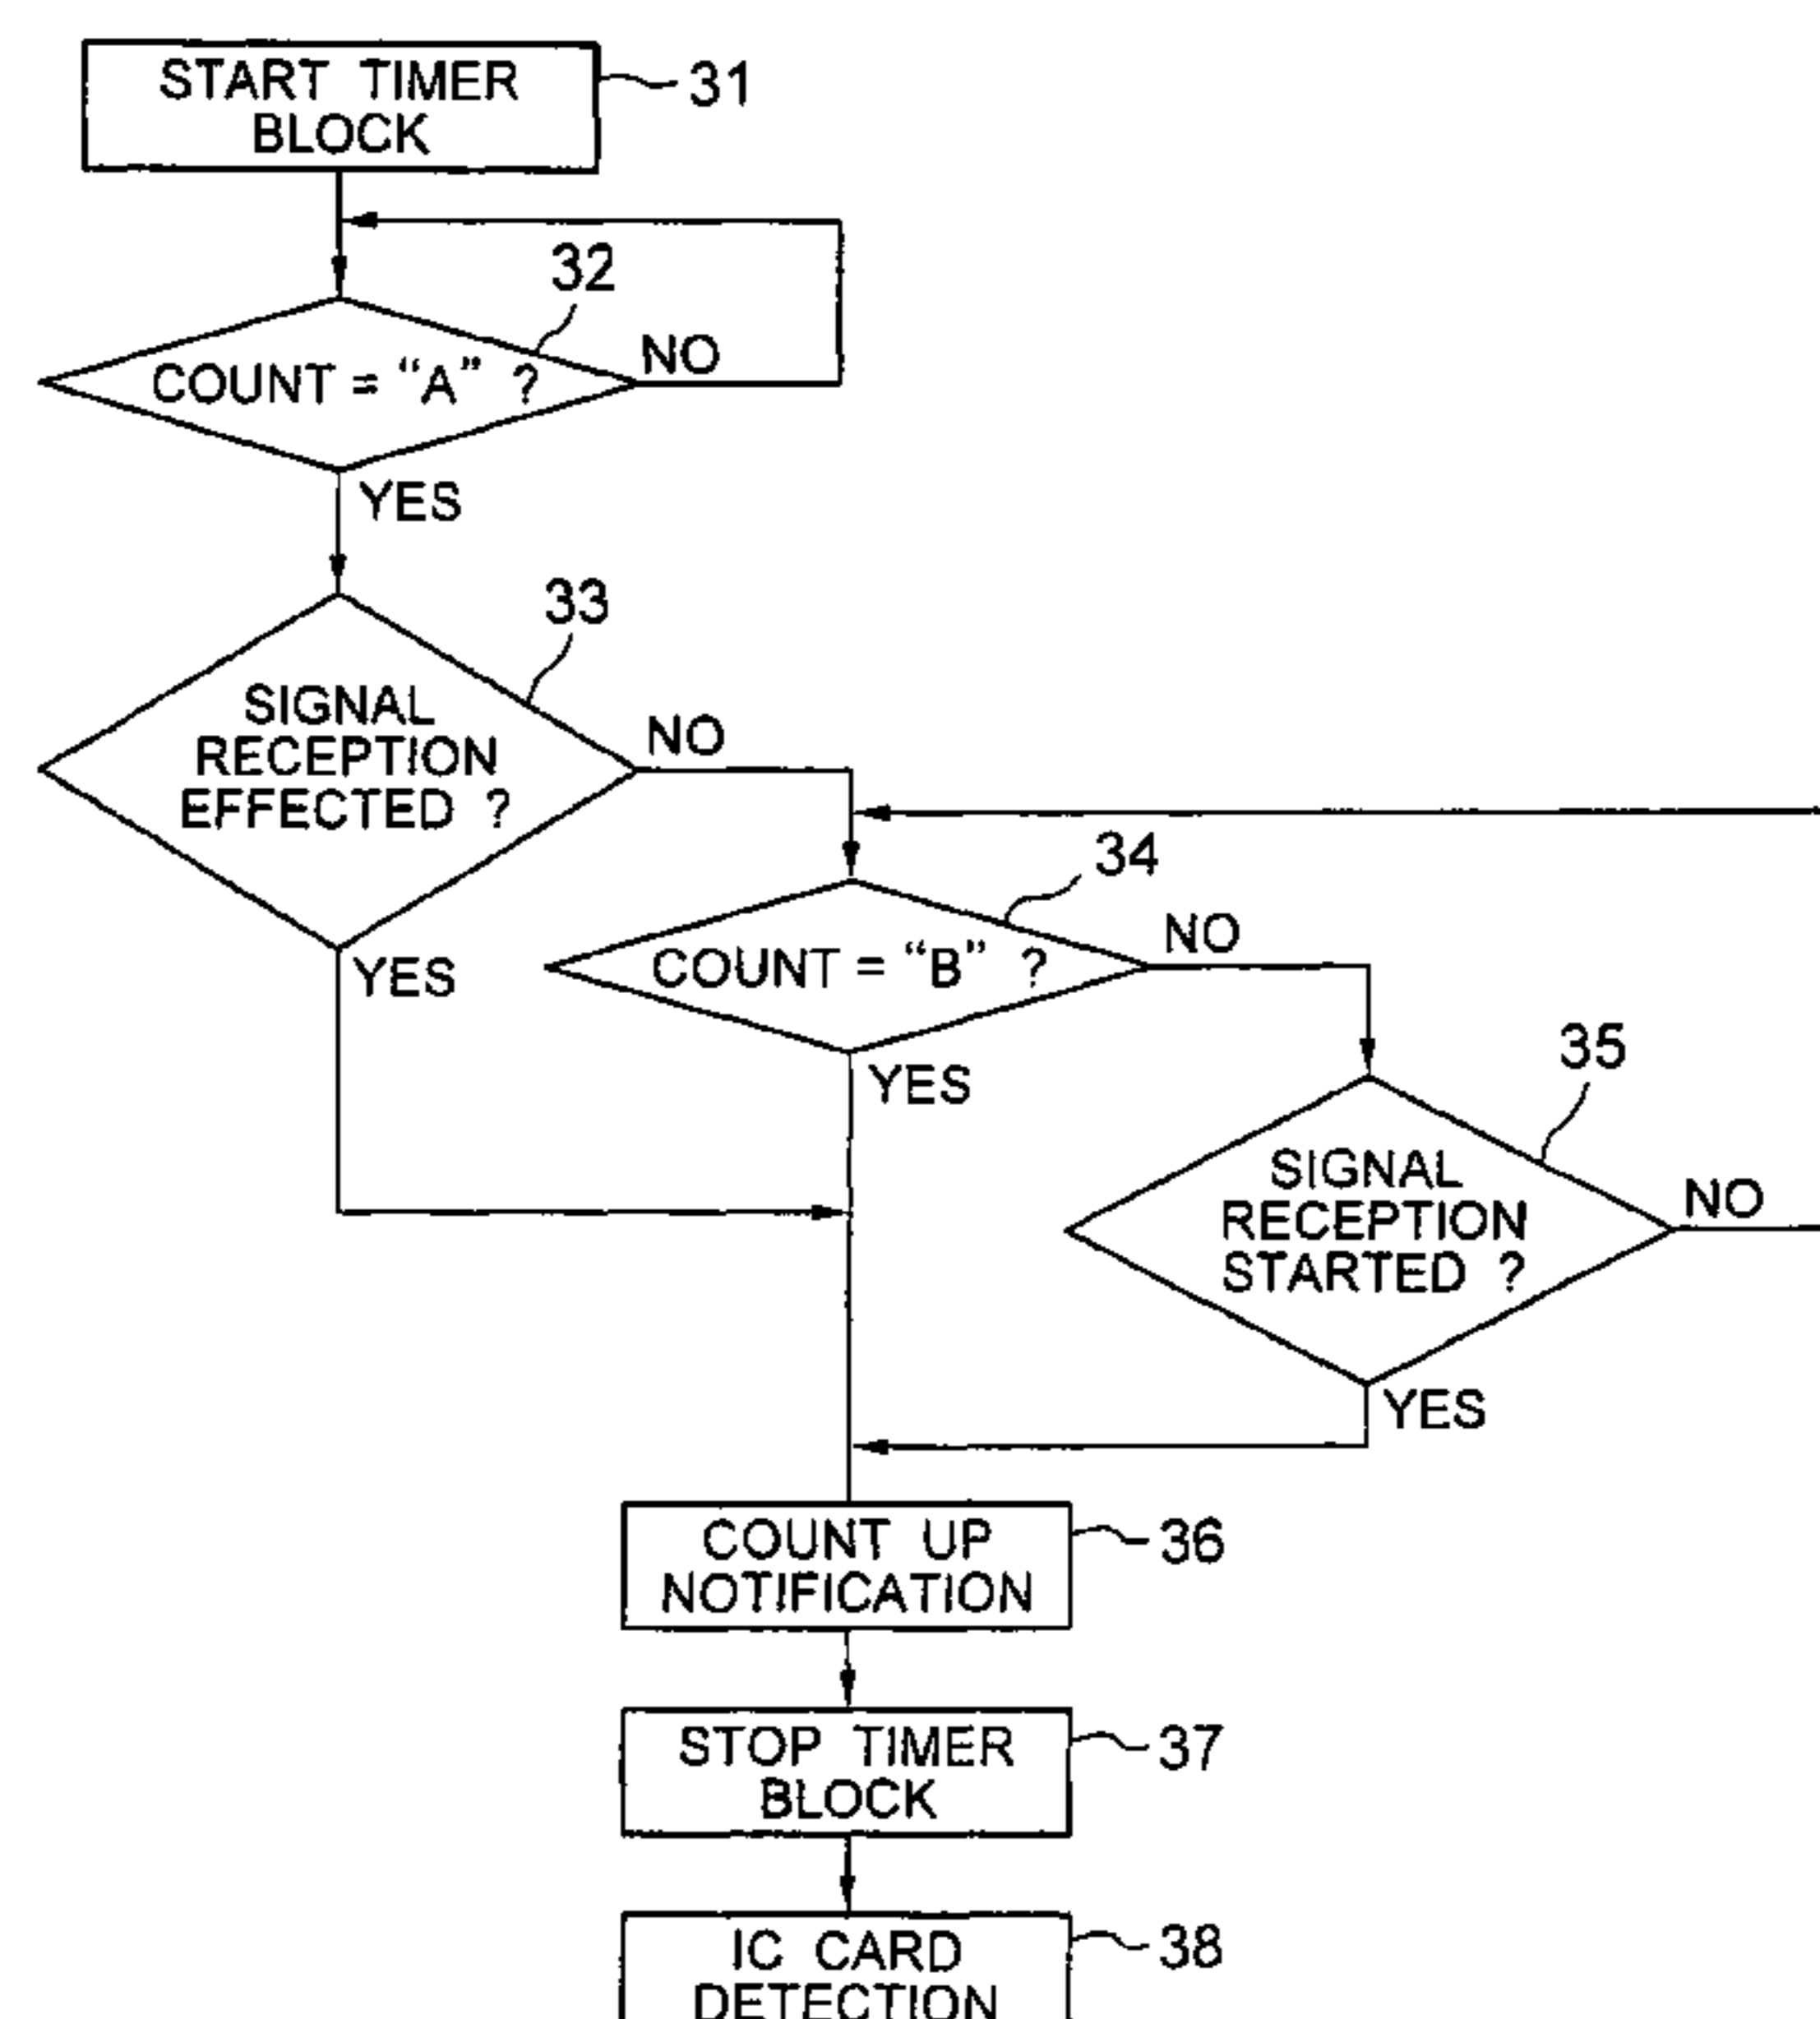 START TIMER
BLOCK
31
32
COUNT = “A” ?
NO
YES
33
SIGNAL
RECEPTION
EFFECTED ?
NO
YES
34
COUNT = “B” ?
NO
YES
35
SIGNAL
RECEPTION
STARTED ?
NO
YES
COUNT UP
NOTIFICATION
36
STOP TIMER
BLOCK
37
IC CARD
DETECTION
38